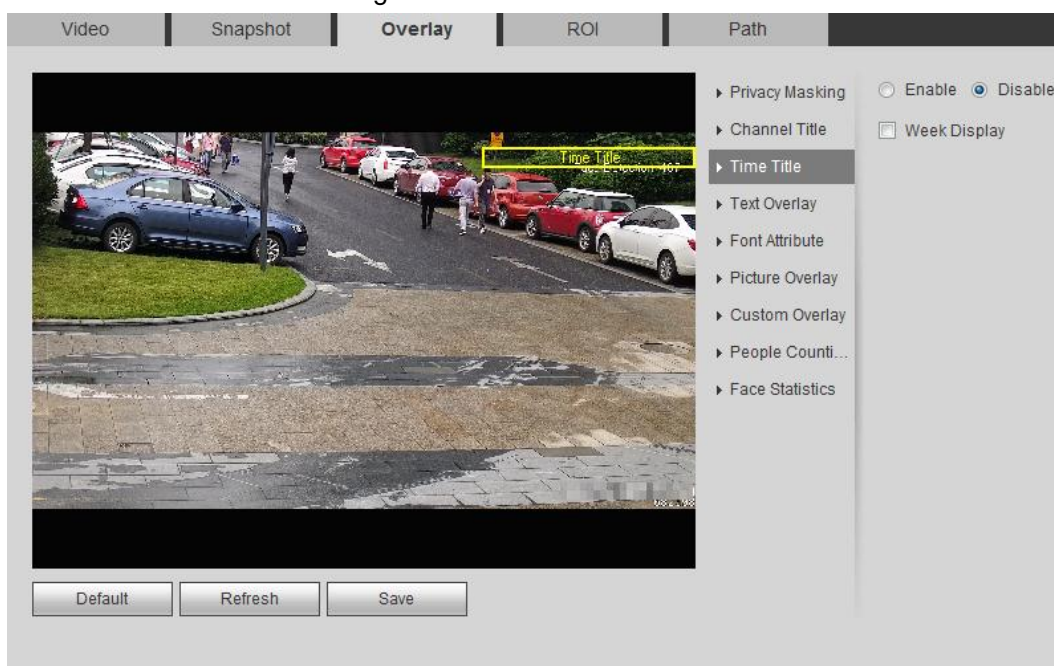 Video Snapshot Overlay ROI Path
Privacy Masking
Channel Title
Time Title
Text Overlay
Font Attribute
Picture Overlay
Custom Overlay
People Counti...
Face Statistics
Enable Disable
Week Display
Time Title
Default Refresh Save